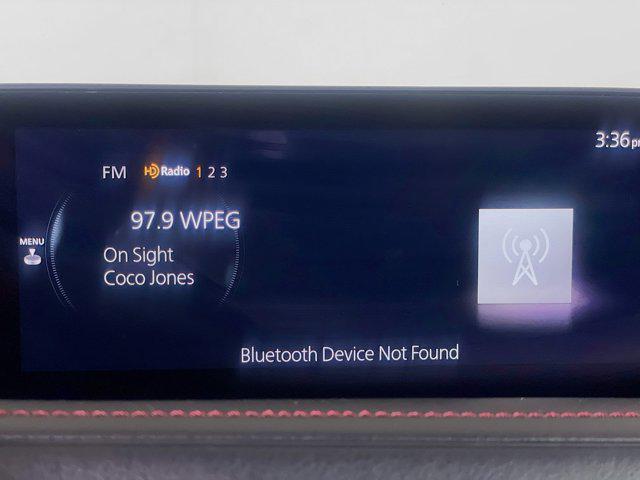 3:36pm
FM HD Radio 1 2 3
97.9 WPEG
MENU
On Sight
Coco Jones
Bluetooth Device Not Found